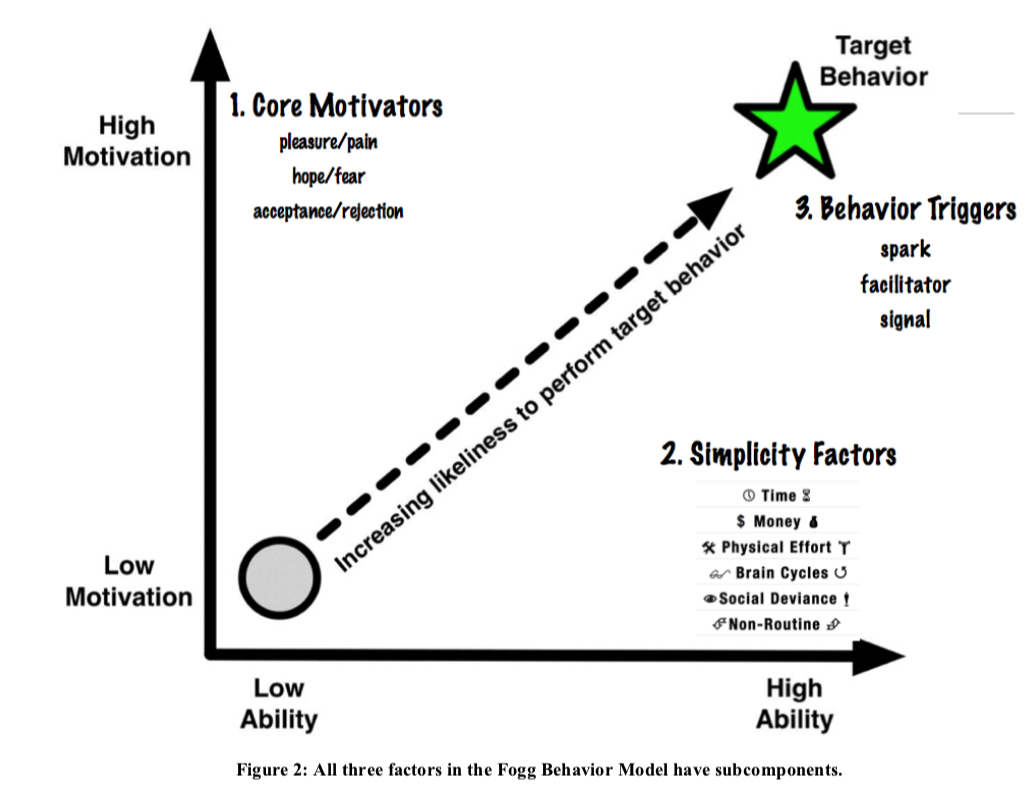 Target
Behavior
1. Core Motivators
pleasure/pain
hope/fear
acceptance/rejection
High
Motivation
3. Behavior Triggers
spark
facilitator
signal
Increasing likeliness to perform target behavior
2. Simplicity Factors
Time
$ Money
Physical Effort
Brain Cycles
Social Deviance
Non-Routine
Low
Motivation
Low
Ability
High
Ability
Figure 2: All three factors in the Fogg Behavior Model have subcomponents.